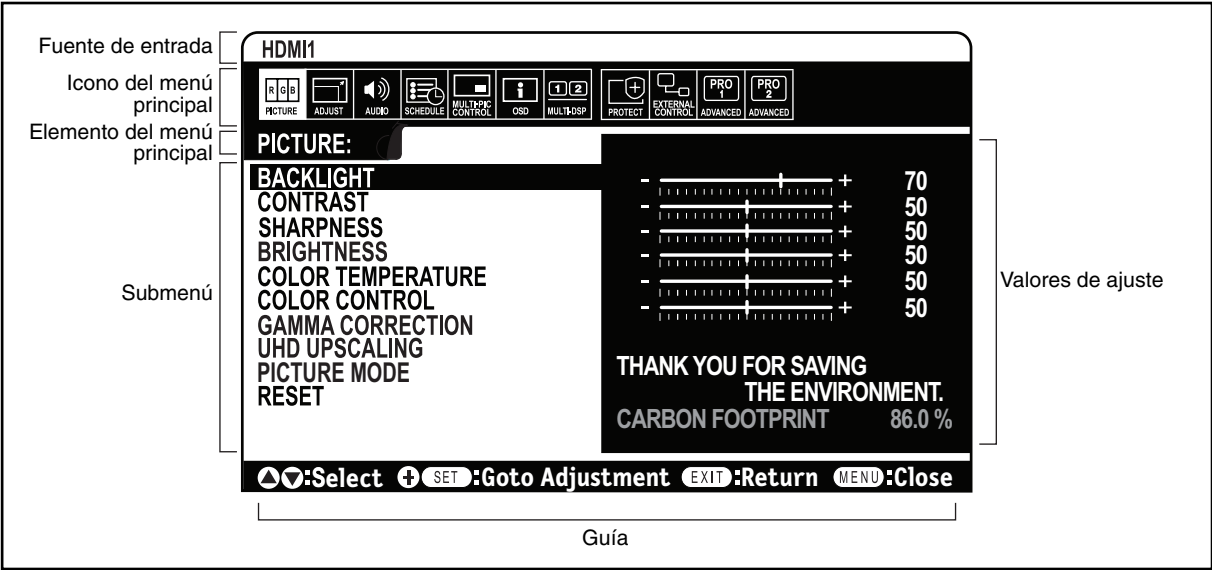 Fuente de entrada
HDMI1
Icono del menú
principal
R G B
PICTURE
ADJUST
AUDIO
SCHEDULE
MULTI-PIC
CONTROL
OSD
1 2
MULTI-DSP
PROTECT
EXTERNAL
CONTROL
PRO
1
ADVANCED
PRO
2
ADVANCED
Elemento del menú
principal
PICTURE:
Submenú
BACKLIGHT
CONTRAST
SHARPNESS
BRIGHTNESS
COLOR TEMPERATURE
COLOR CONTROL
GAMMA CORRECTION
UHD UPSCALING
PICTURE MODE
RESET
- + 70
- + 50
- + 50
- + 50
- + 50
- + 50
THANK YOU FOR SAVING
THE ENVIRONMENT.
CARBON FOOTPRINT 86.0 %
Valores de ajuste
:Select SET :Goto Adjustment EXIT :Return MENU :Close
Guía